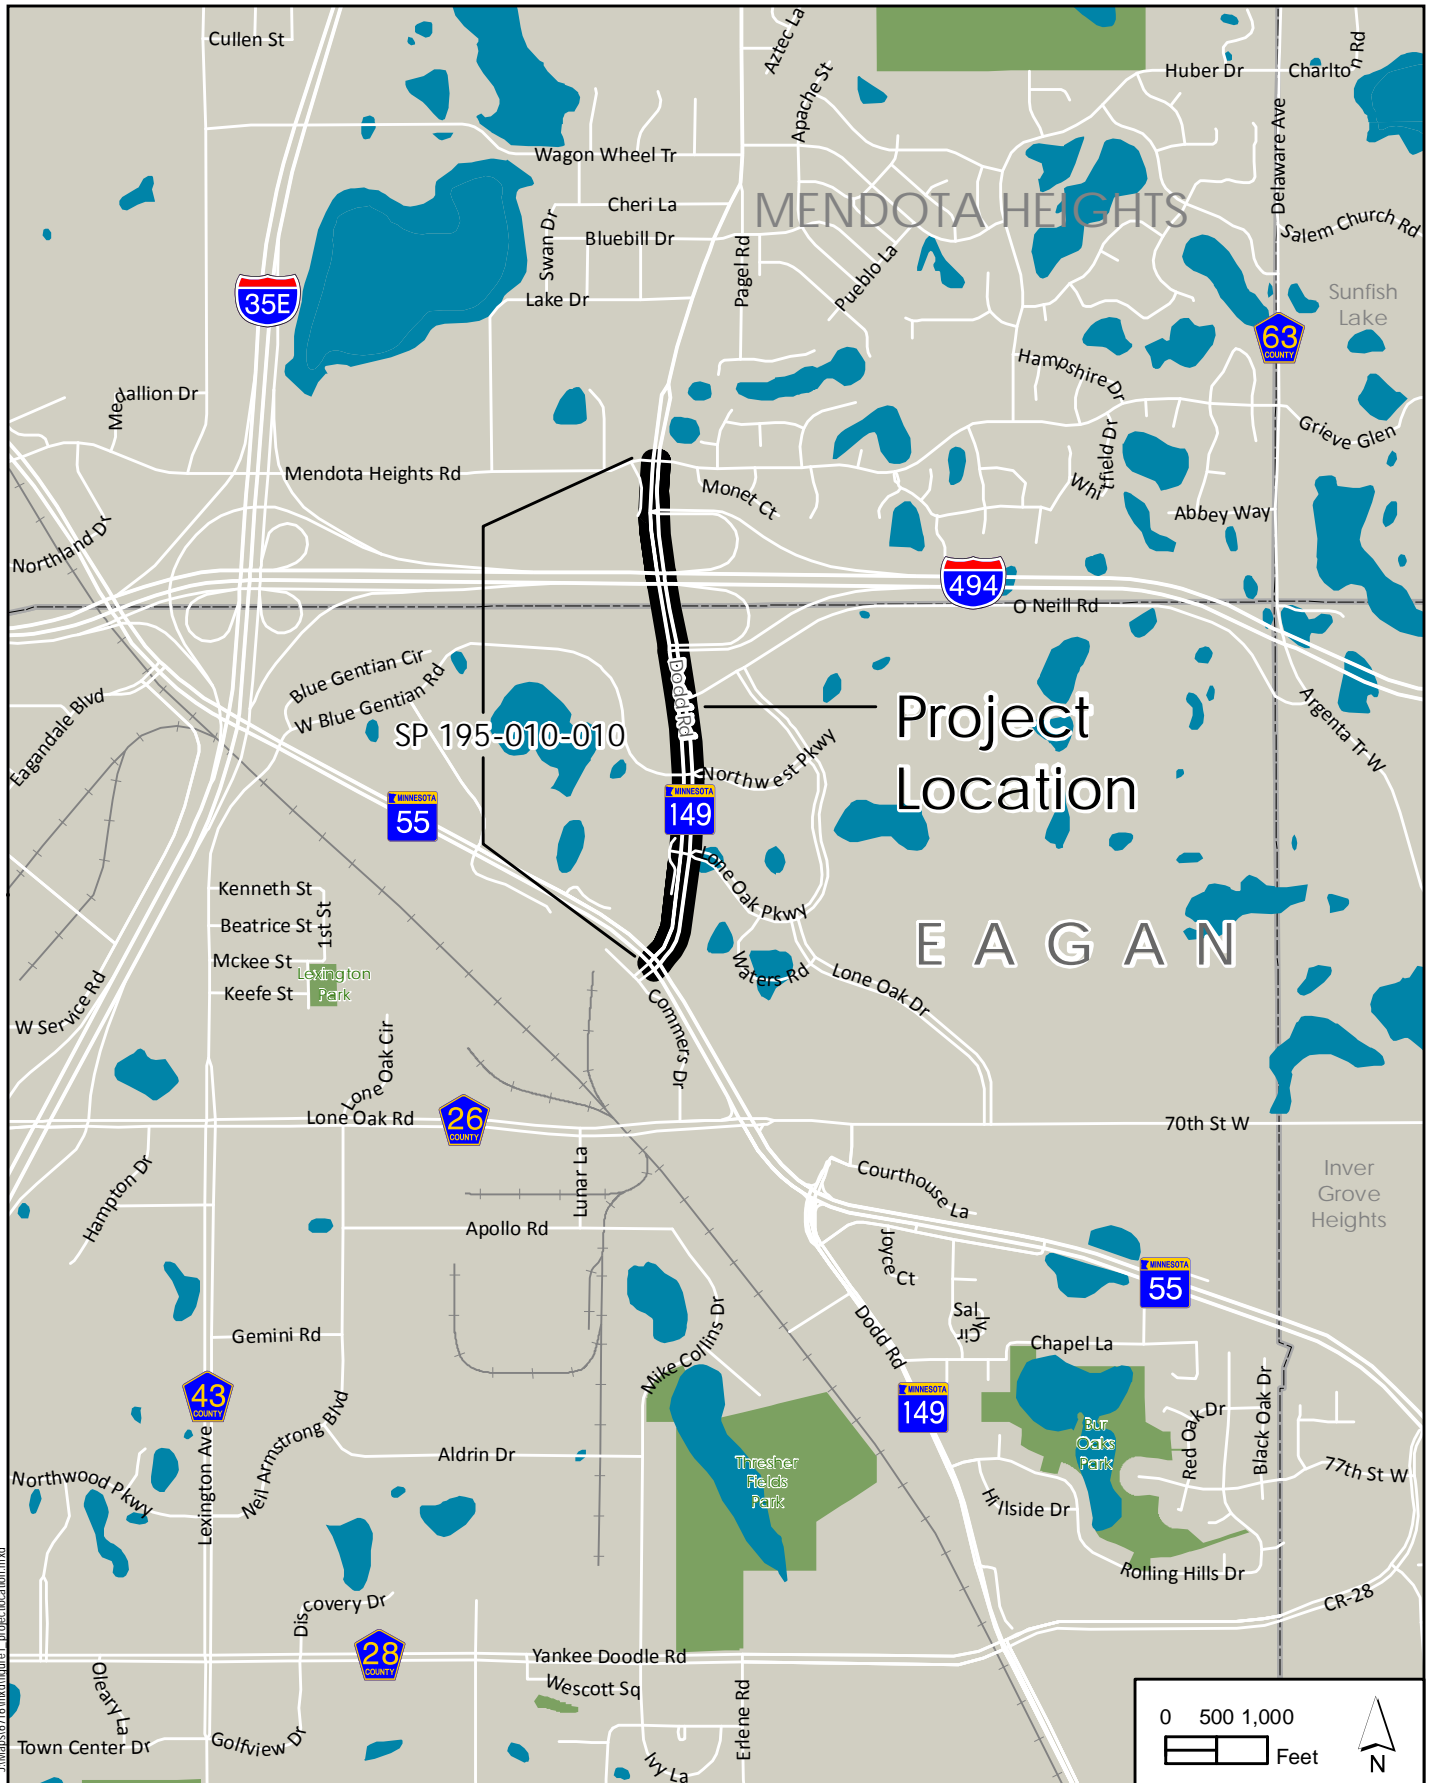 Cullen St
Aztec La
Apache St
Huber Dr
Charlton Rd
Delaware Ave
Wagon Wheel Tr
Cheri La
Swan Dr
Bluebill Dr
Lake Dr
Pagel Rd
Pueblo La
MENDOTA HEIGHTS
Salem Church Rd
Sunfish
Lake
35E
63
COUNTY
Hampshire Dr
Medallion Dr
Grieve Glen
Whitfield Dr
Mendota Heights Rd
Monet Ct
Abbey Way
Northland Dr
494
O Neill Rd
Blue Gentian Cir
W Blue Gentian Rd
Dodd Rd
Eagandale Blvd
SP 195-010-010
Project
Location
Argenta Tr W
Northwest Pkwy
MINNESOTA
55
MINNESOTA
149
Lone Oak Pkwy
Kenneth St
Beatrice St
1st St
Mckee St
Keefe St
Lexington
Park
EAGAN
Waters Rd
Lone Oak Dr
W Service Rd
Commers Dr
Lone Oak Cir
Lone Oak Rd
26
COUNTY
70th St W
Hampton Dr
Lunar La
Courthouse La
Inver
Grove
Heights
Apollo Rd
Joyce Ct
MINNESOTA
55
Sally Cir
Gemini Rd
Mike Collins Dr
Dodd Rd
Chapel La
43
COUNTY
MINNESOTA
149
Bur
Oaks
Park
Red Oak Dr
Black Oak Dr
Neil Armstrong Blvd
Aldrin Dr
Thresher
Fields
Park
77th St W
Northwood Pkwy
Lexington Ave
Hillside Dr
Rolling Hills Dr
CR-28
Discovery Dr
28
COUNTY
Yankee Doodle Rd
Wescott Sq
Oleary La
Erlene Rd
Town Center Dr
Golfview Dr
Ivy La
0 500 1,000
Feet
N